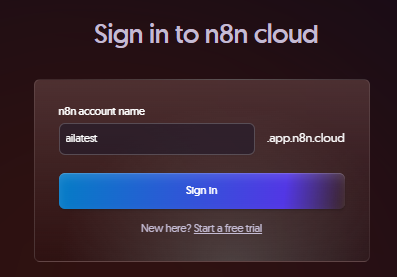 Sign in to n8n cloud
n8n account name
ailatest .app.n8n.cloud
Sign in
New here? Start a free trial